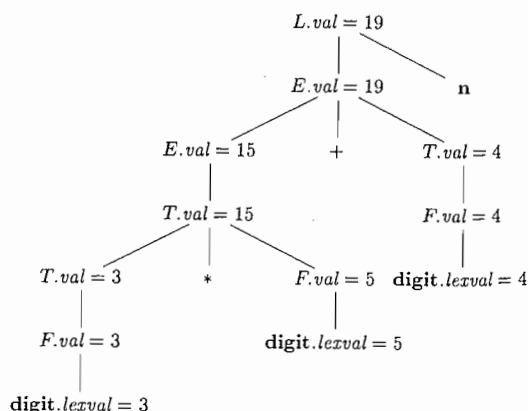 L.val = 19
E.val = 19 n
E.val = 15 + T.val = 4
T.val = 15 F.val = 4
T.val = 3 * F.val = 5 digit.lexval = 4
F.val = 3 digit.lexval = 5
digit.lexval = 3